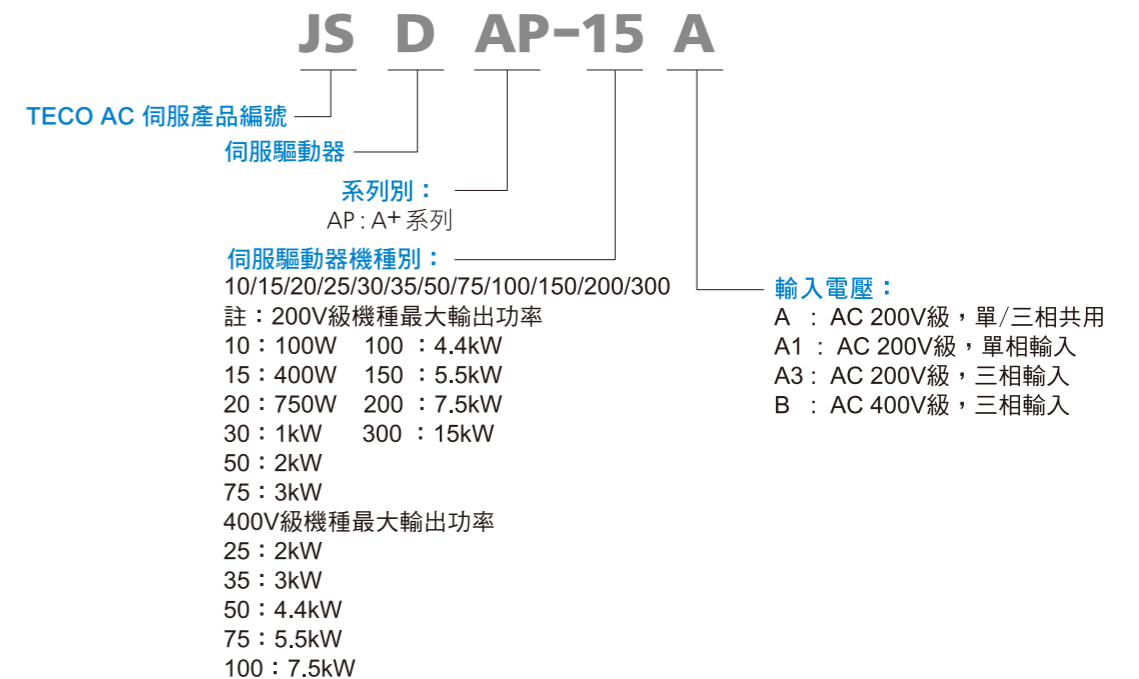 JS D AP-15 A
TECO AC 伺服產品編號
伺服驅動器
系列別：
AP : A+ 系列
伺服驅動器機種別：
10/15/20/25/30/35/50/75/100/150/200/300
註：200V級機種最大輸出功率
10：100W 100 ：4.4kW
15：400W 150 ：5.5kW
20：750W 200 ：7.5kW
30：1kW 300 ：15kW
50：2kW
75：3kW
400V級機種最大輸出功率
25：2kW
35：3kW
50：4.4kW
75：5.5kW
100：7.5kW
輸入電壓：
A : AC 200V級，單/三相共用
A1 : AC 200V級，單相輸入
A3 : AC 200V級，三相輸入
B : AC 400V級，三相輸入